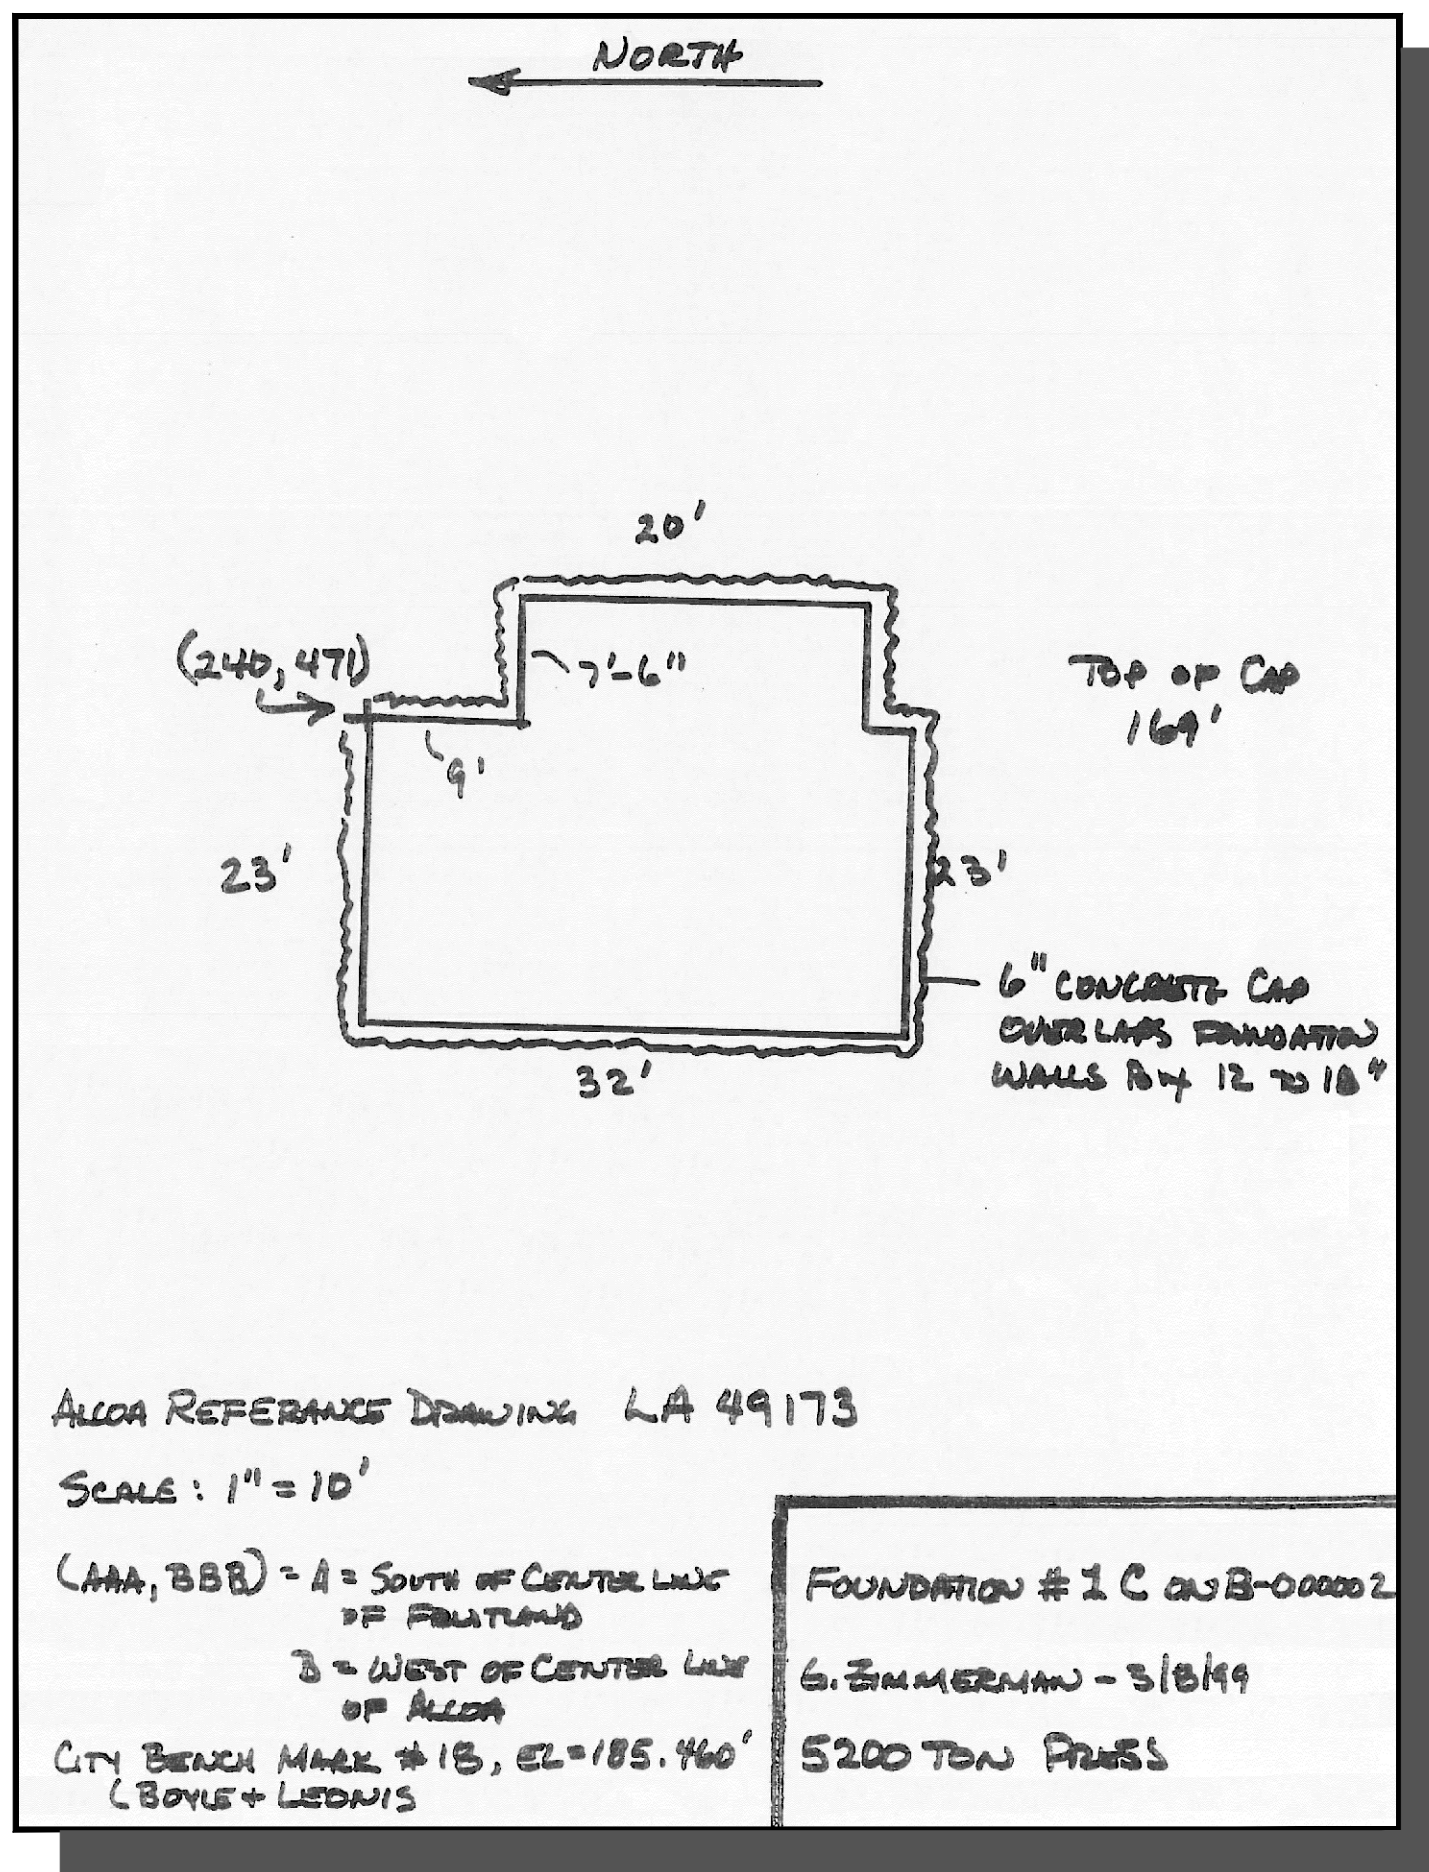 NORTH
20'
(240, 471)
7'-6"
TOP OF CAP
169'
9'
23'
23'
6" CONCRETE CAP
OVERLAPS FOUNDATION
WALLS BY 12 TO 18"
32'
ALCOA REFERANCE DRAWING LA 49173
SCALE: 1" = 10'
(AAA, BBB) = A = SOUTH OF CENTER LINE
OF FRUITLAND
B = WEST OF CENTER LINE
OF ALCOA
CITY BENCH MARK #18, EL=185.460'
(BOYLE + LEONIS
FOUNDATION #1C ON B-000002
G. ZIMMERMAN - 3/8/99
5200 TON PRESS